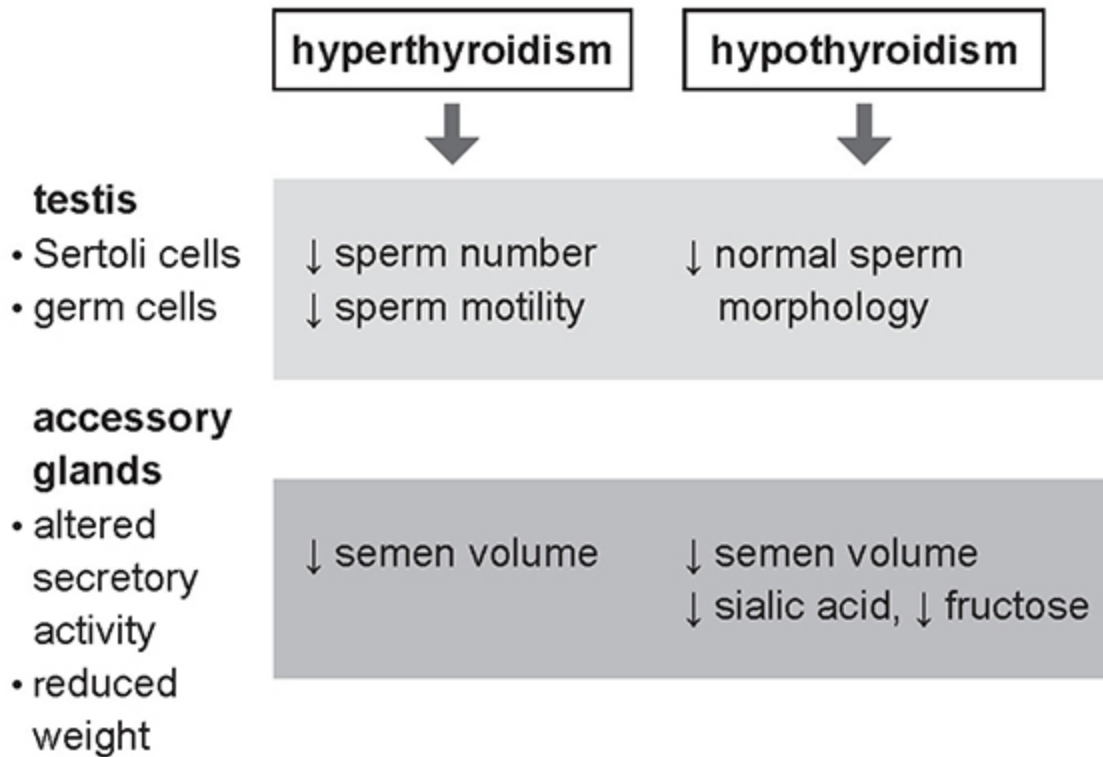 hyperthyroidism
hypothyroidism
testis
• Sertoli cells
• germ cells
↓ sperm number
↓ sperm motility
↓ normal sperm
morphology
accessory
glands
• altered
secretory
activity
• reduced
weight
↓ semen volume
↓ semen volume
↓ sialic acid, ↓ fructose